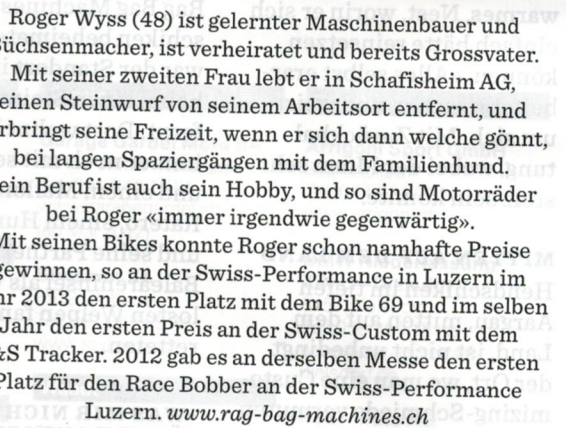 Roger Wyss (48) ist gelernter Maschinenbauer und
Büchsenmacher, ist verheiratet und bereits Grossvater.
Mit seiner zweiten Frau lebt er in Schafisheim AG,
einen Steinwurf von seinem Arbeitsort entfernt, und
rbringt seine Freizeit, wenn er sich dann welche gönnt,
bei langen Spaziergängen mit dem Familienhund
ein Beruf ist auch sein Hobby, und so sind Motorräder
bei Roger «immer irgendwie gegenwärtig».
Mit seinen Bikes konnte Roger schon namhafte Preise
gewinnen, so an der Swiss-Performance in Luzern im
hr 2013 den ersten Platz mit dem Bike 69 und im selben
Jahr den ersten Preis an der Swiss-Custom mit dem
&S Tracker. 2012 gab es an derselben Messe den ersten
Platz für den Race Bobber an der Swiss-Performance
Luzern. www.rag-bag-machines.ch